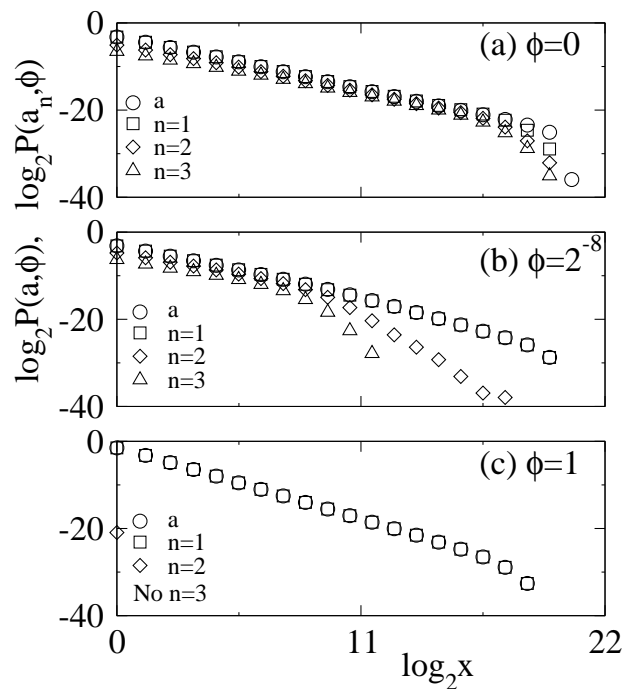 log₂P(a,ϕ), log₂P(aₙ,ϕ)
0
(a) ϕ=0
-20
a
n=1
n=2
n=3
-40
0
(b) ϕ=2⁻⁸
-20
a
n=1
n=2
n=3
-40
0
(c) ϕ=1
-20
a
n=1
n=2
No n=3
-40
0
11
22
log₂x